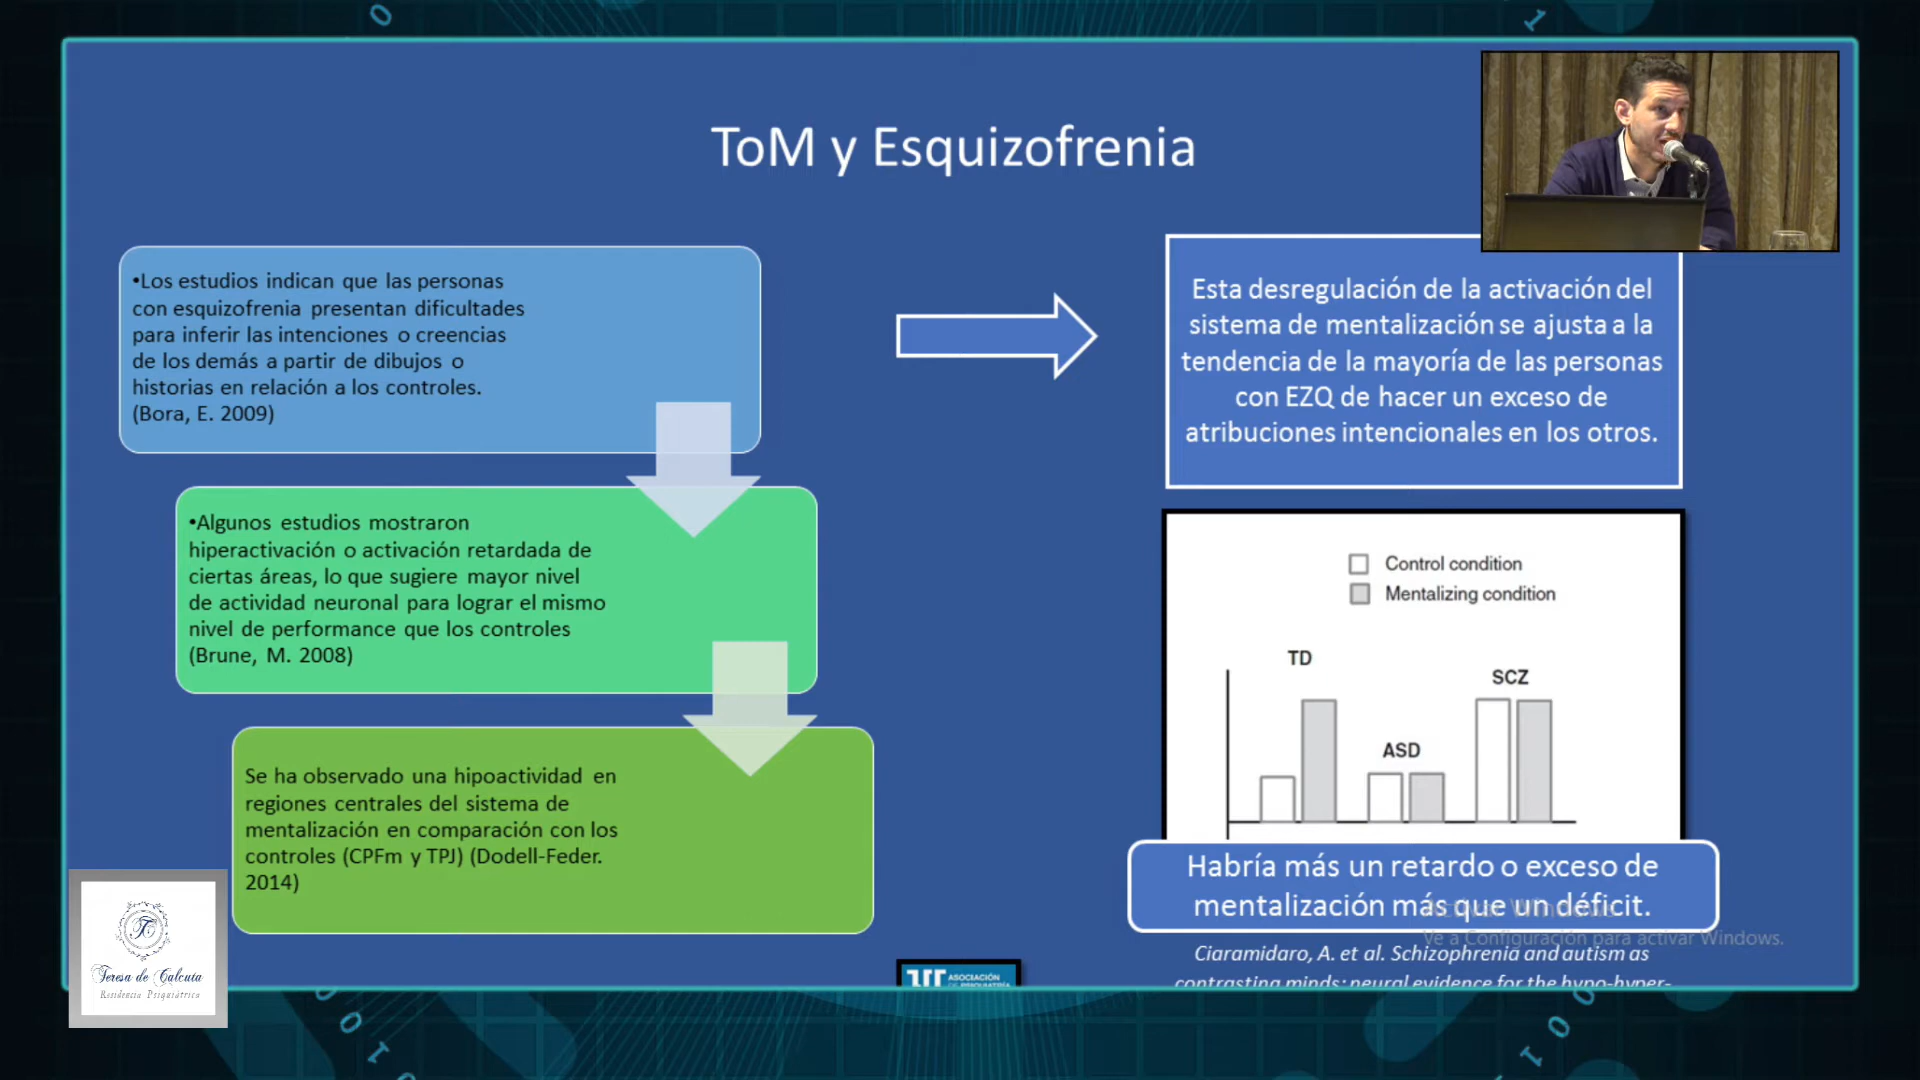 ToM y Esquizofrenia
•Los estudios indican que las personas
con esquizofrenia presentan dificultades
para inferir las intenciones o creencias
de los demás a partir de dibujos o
historias en relación a los controles.
(Bora, E. 2009)
•Algunos estudios mostraron
hiperactivación o activación retardada de
ciertas áreas, lo que sugiere mayor nivel
de actividad neuronal para lograr el mismo
nivel de performance que los controles
(Brune, M. 2008)
Se ha observado una hipoactividad en
regiones centrales del sistema de
mentalización en comparación con los
controles (CPFm y TPJ) (Dodell-Feder.
2014)
Esta desregulación de la activación del
sistema de mentalización se ajusta a la
tendencia de la mayoría de las personas
con EZQ de hacer un exceso de
atribuciones intencionales en los otros.
Control condition
Mentalizing condition
TD
ASD
SCZ
Habría más un retardo o exceso de
mentalización más que un déficit.
Activar Windows
Ve a Configuración para activar Windows.
Ciaramidaro, A. et al. Schizophrenia and autism as
contrasting minds: neural evidence for the hypo-hyper-
ASOCIACIÓN
DE PSIQUIATRÍA
Teresa de Calcuta
Residencia Psiquiátrica